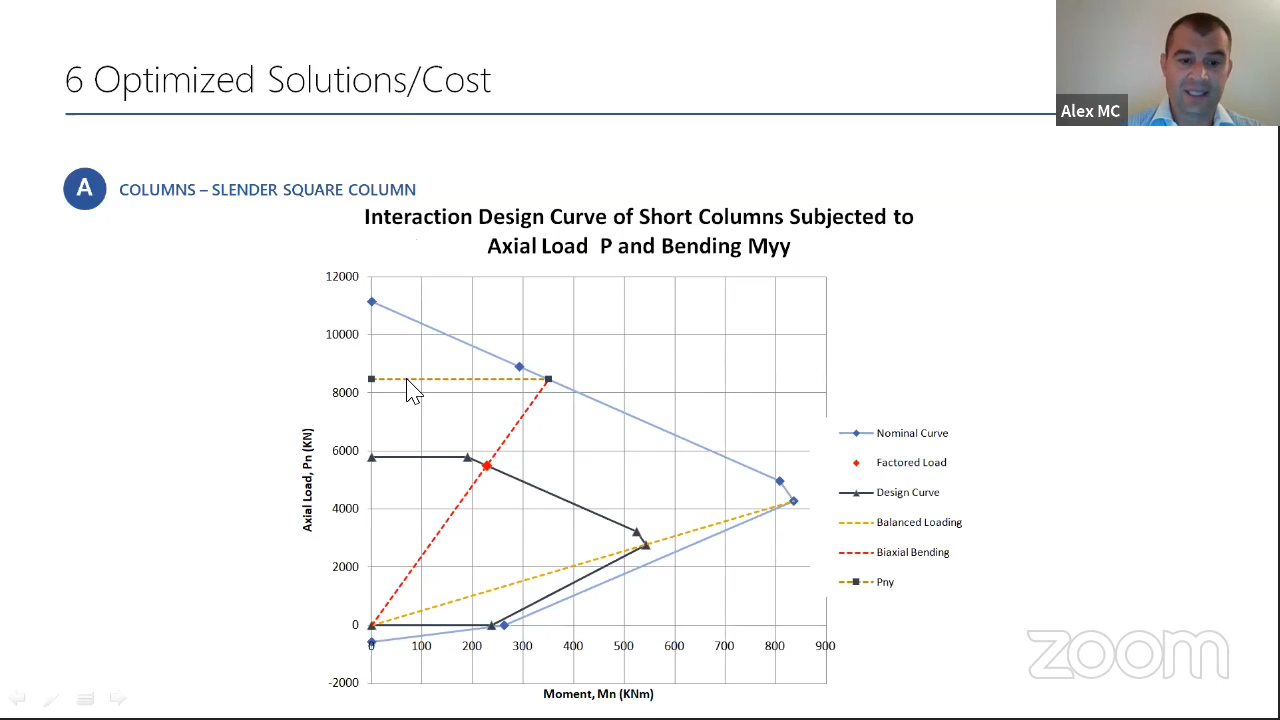 6 Optimized Solutions/Cost
Alex MC
A
COLUMNS – SLENDER SQUARE COLUMN
Interaction Design Curve of Short Columns Subjected to
Axial Load P and Bending Myy
12000
10000
8000
6000
4000
2000
0
-2000
Axial Load, Pn (KN)
0 100 200 300 400 500 600 700 800 900
Moment, Mn (KNm)
Nominal Curve
Factored Load
Design Curve
Balanced Loading
Biaxial Bending
Pny
zoom